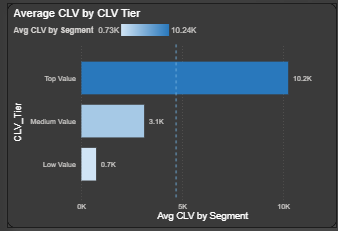 Average CLV by CLV Tier
Avg CLV by Segment 0.73K 10.24K
CLV_Tier
Top Value 10.2K
Medium Value 3.1K
Low Value 0.7K
0K 5K 10K
Avg CLV by Segment